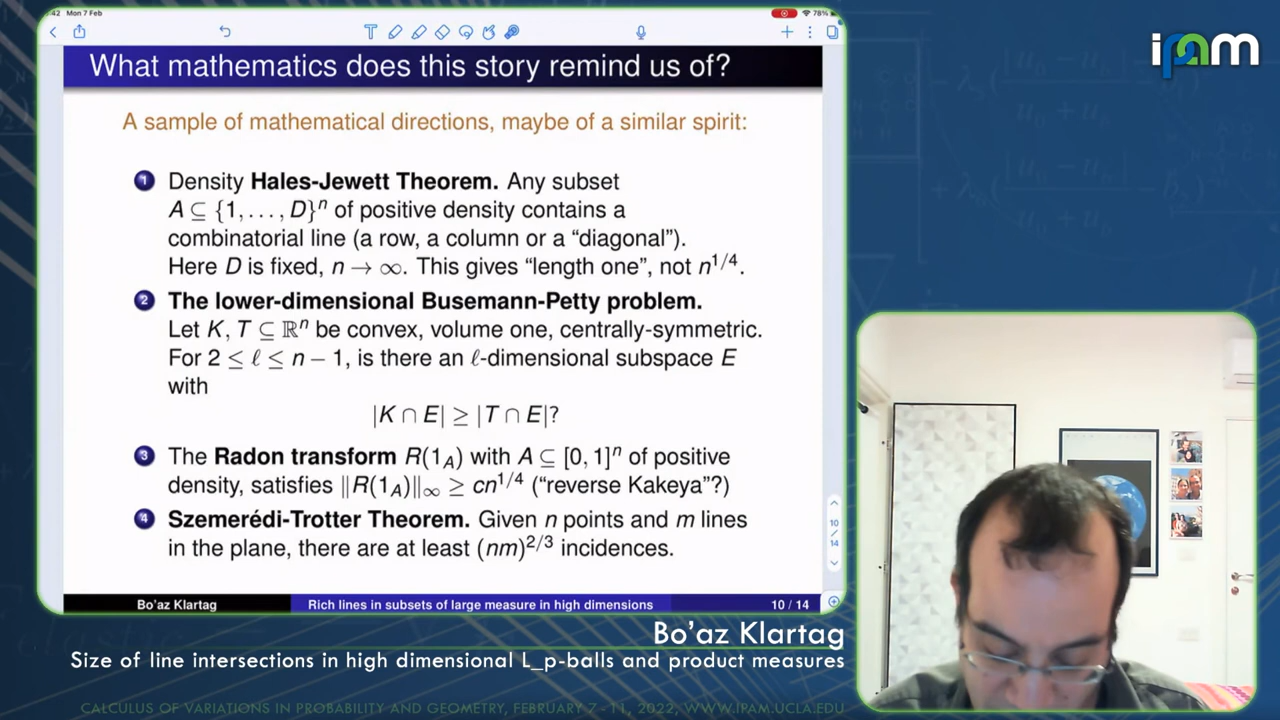 :42 Mon 7 Feb
78%
ipam
What mathematics does this story remind us of?
A sample of mathematical directions, maybe of a similar spirit:
1 Density Hales-Jewett Theorem. Any subset
A ⊆ {1, . . . , D}ⁿ of positive density contains a
combinatorial line (a row, a column or a “diagonal”).
Here D is fixed, n → ∞. This gives “length one”, not n^{1/4}.
2 The lower-dimensional Busemann-Petty problem.
Let K, T ⊆ ℝⁿ be convex, volume one, centrally-symmetric.
For 2 ≤ ℓ ≤ n − 1, is there an ℓ-dimensional subspace E
with
|K ∩ E| ≥ |T ∩ E|?
3 The Radon transform R(1_A) with A ⊆ [0, 1]ⁿ of positive
density, satisfies ‖R(1_A)‖_∞ ≥ cn^{1/4} (“reverse Kakeya”?)
4 Szemerédi-Trotter Theorem. Given n points and m lines
in the plane, there are at least (nm)^{2/3} incidences.
10
/
14
Bo’az Klartag Rich lines in subsets of large measure in high dimensions 10 / 14
Bo’az Klartag
Size of line intersections in high dimensional L_p-balls and product measures
CALCULUS OF VARIATIONS IN PROBABILITY AND GEOMETRY, FEBRUARY 7 - 11, 2022, WWW.IPAM.UCLA.EDU